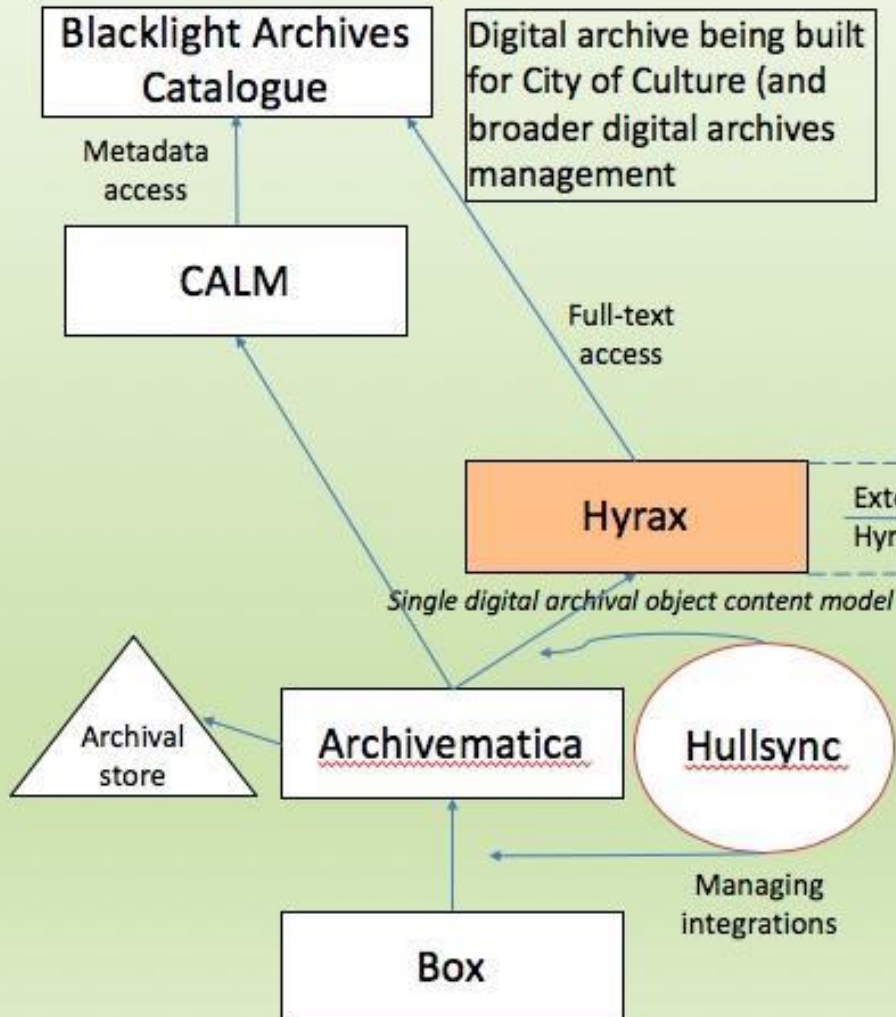 Blacklight Archives
Catalogue
Digital archive being built
for City of Culture (and
broader digital archives
management
Metadata
access
CALM
Full-text
access
Hyrax
Single digital archival object content model
Archival
store
Archivematica
Hullsync
Managing
integrations
Box